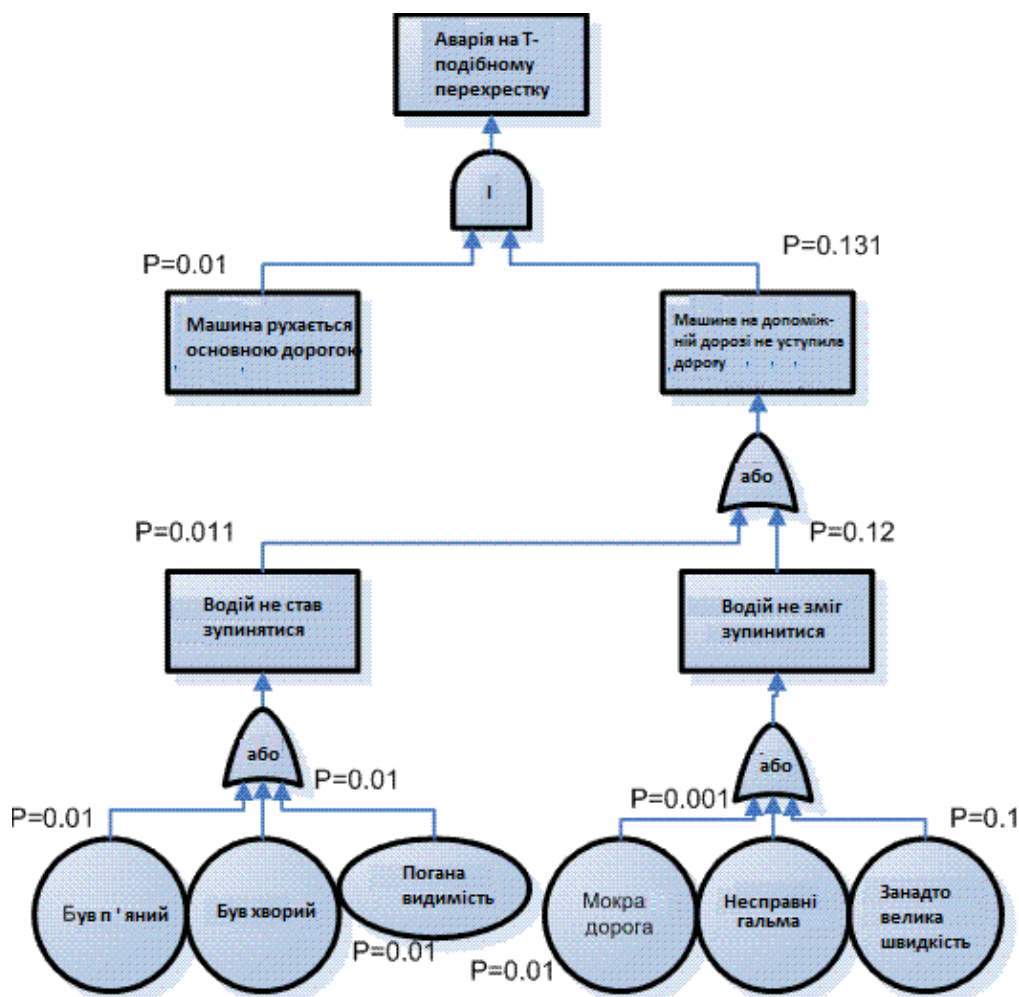 Аварія на Т-
подібному
перехрестку
І
P=0.01
P=0.131
Машина рухається
основною дорогою
Машина на допоміж-
ній дорозі не уступила
дорогу
або
P=0.011
P=0.12
Водій не став
зупинятися
Водій не зміг
зупинитися
або
або
P=0.01
P=0.01
P=0.001
P=0.1
Був п ' яний
Був хворий
Погана
видимість
Мокра
дорога
Несправні
гальма
Занадто
велика
швидкість
P=0.01
P=0.01